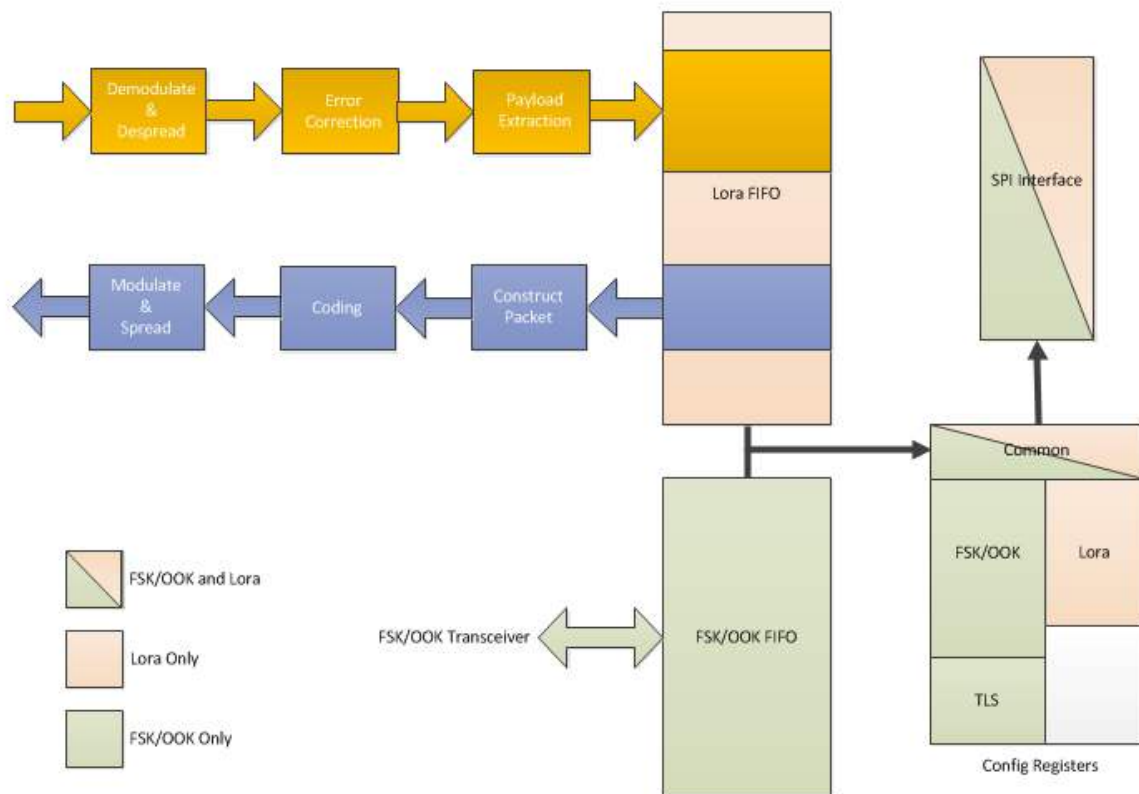 Demodulate
&
Despread
Error
Correction
Payload
Extraction
Lora FIFO
SPI Interface
Modulate
&
Spread
Coding
Construct
Packet
Common
FSK/OOK
Lora
TLS
Config Registers
FSK/OOK Transceiver
FSK/OOK FIFO
FSK/OOK and Lora
Lora Only
FSK/OOK Only